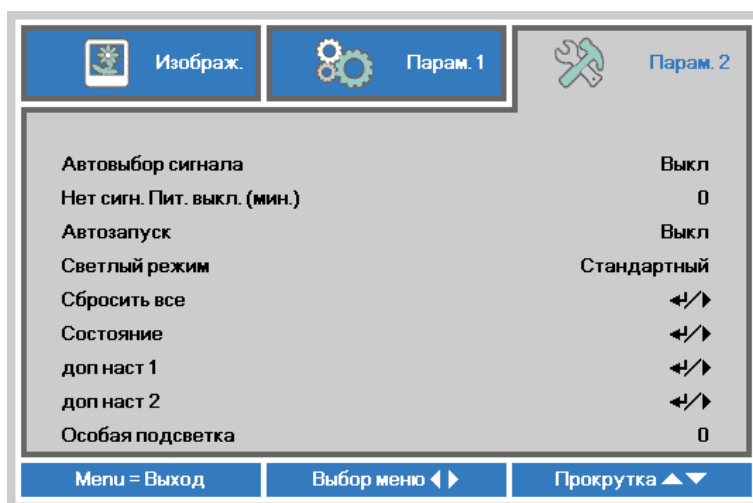 Изображ. Парам. 1 Парам. 2
Автовыбор сигнала Выкл
Нет сигн. Пит. выкл. (мин.) 0
Автозапуск Выкл
Светлый режим Стандартный
Сбросить все ↵/▶
Состояние ↵/▶
доп наст 1 ↵/▶
доп наст 2 ↵/▶
Особая подсветка 0
Menu = Выход Выбор меню ◀▶ Прокрутка ▲▼